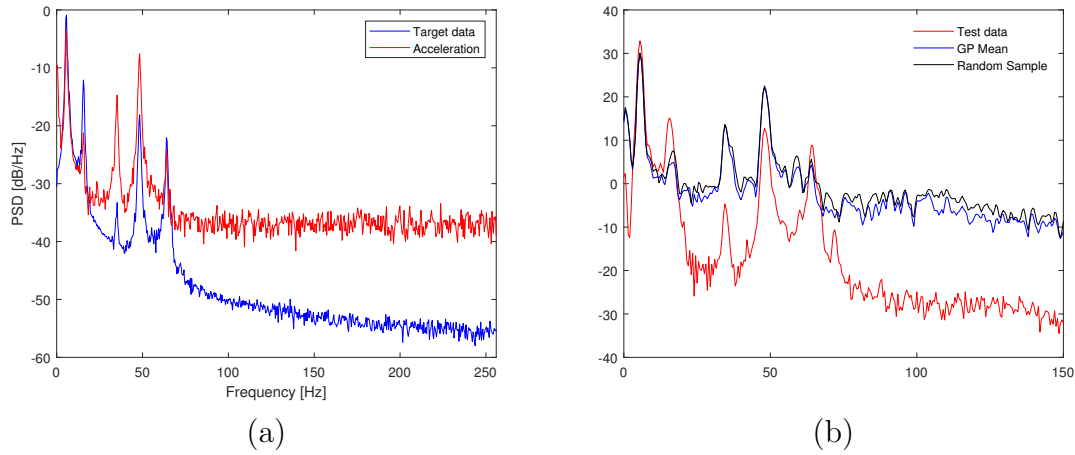 0
-10
-20
-30
-40
-50
-60
PSD [dB/Hz]
Target data
Acceleration
0 50 100 150 200 250
Frequency [Hz]
(a)
40
30
20
10
0
-10
-20
-30
-40
Test data
GP Mean
Random Sample
0 50 100 150
(b)